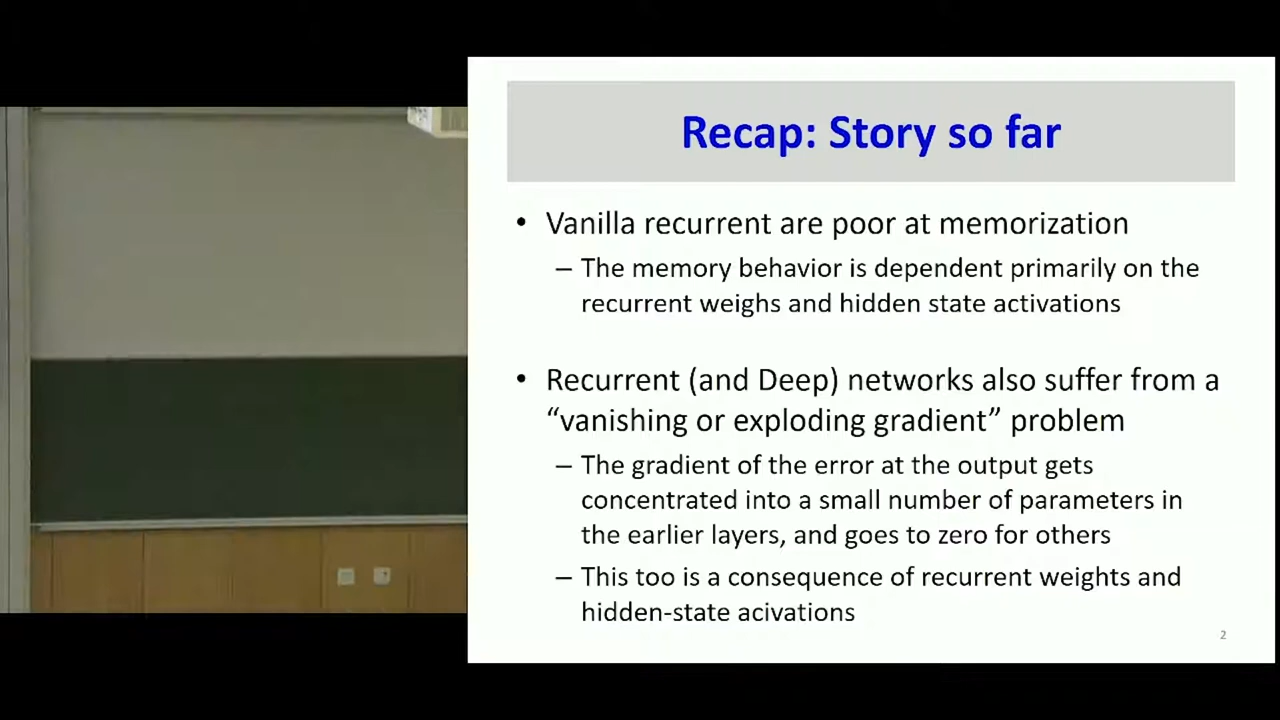 Recap: Story so far
• Vanilla recurrent are poor at memorization
– The memory behavior is dependent primarily on the
recurrent weighs and hidden state activations
• Recurrent (and Deep) networks also suffer from a
“vanishing or exploding gradient” problem
– The gradient of the error at the output gets
concentrated into a small number of parameters in
the earlier layers, and goes to zero for others
– This too is a consequence of recurrent weights and
hidden-state acivations
2